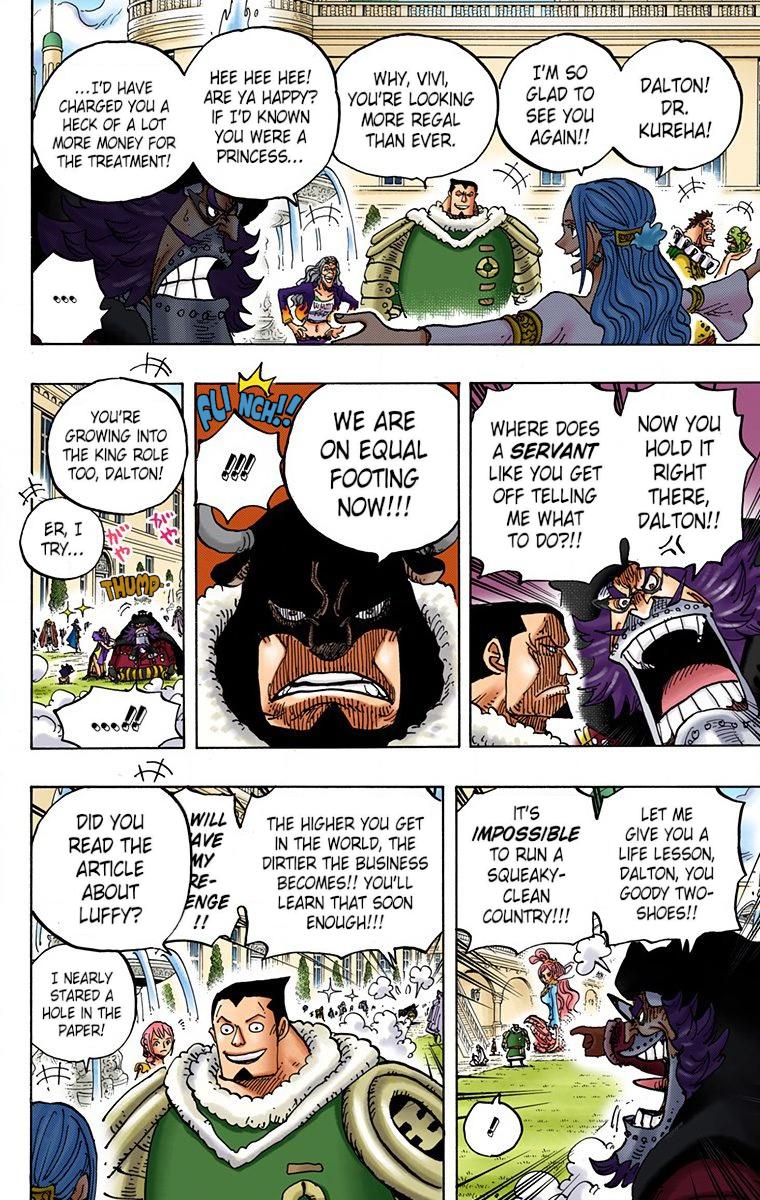 DALTON!
DR.
KUREHA!
I'M SO
GLAD TO
SEE YOU
AGAIN!!
WHY, VIVI,
YOU'RE LOOKING
MORE REGAL
THAN EVER.
HEE HEE HEE!
ARE YA HAPPY?
IF I'D KNOWN
YOU WERE A
PRINCESS...
...I'D HAVE
CHARGED YOU A
HECK OF A LOT
MORE MONEY FOR
THE TREATMENT!
...
NOW YOU
HOLD IT
RIGHT
THERE,
DALTON!!
WHERE DOES
A SERVANT
LIKE YOU GET
OFF TELLING
ME WHAT
TO DO?!!
WE ARE
ON EQUAL
FOOTING
NOW!!!
FLINCH!!
!!!
YOU'RE
GROWING INTO
THE KING ROLE
TOO, DALTON!
ER, I
TRY...
がや
がや
THUMP
....!!
LET ME
GIVE YOU A
LIFE LESSON,
DALTON, YOU
GOODY TWO-
SHOES!!
IT'S
IMPOSSIBLE
TO RUN A
SQUEAKY-
CLEAN
COUNTRY!!!
!!
THE HIGHER YOU GET
IN THE WORLD, THE
DIRTIER THE BUSINESS
BECOMES!! YOU'LL
LEARN THAT SOON
ENOUGH!!!
WILL
AVE
MY
RE-
ENGE
!!
DID YOU
READ THE
ARTICLE
ABOUT
LUFFY?
I NEARLY
STARED A
HOLE IN THE
PAPER!